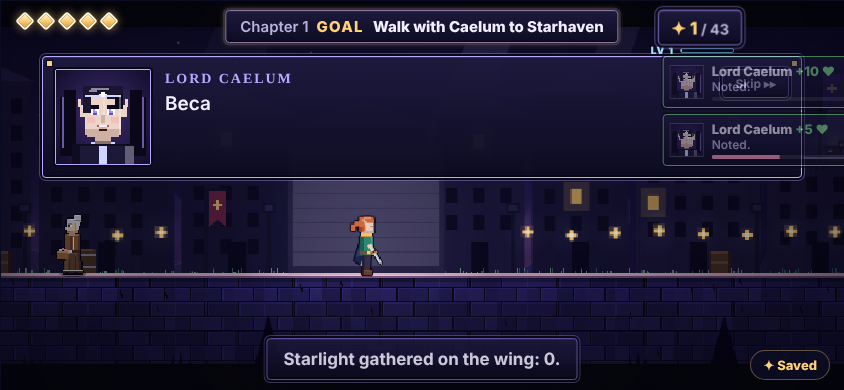 Chapter 1 GOAL Walk with Caelum to Starhaven
1 / 43
LV 1
LORD CAELUM
Beca
Lord Caelum +10
Noted.
Skip
Lord Caelum +5
Noted.
Starlight gathered on the wing: 0.
Saved